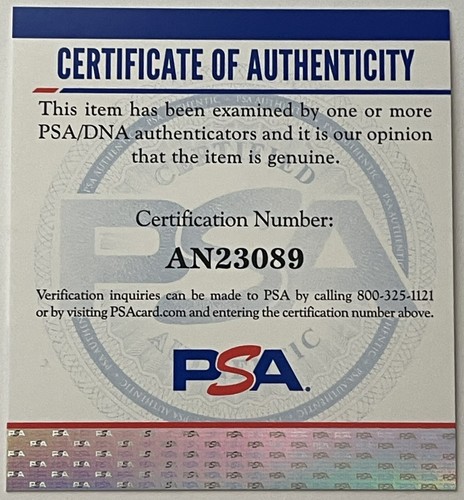 CERTIFICATE OF AUTHENTICITY
This item has been examined by one or more
PSA/DNA authenticators and it is our opinion
that the item is genuine.
Certification Number:
AN23089
Verification inquiries can be made to PSA by calling 800-325-1121
or by visiting PSAcard.com and entering the certification number above.
PSA.